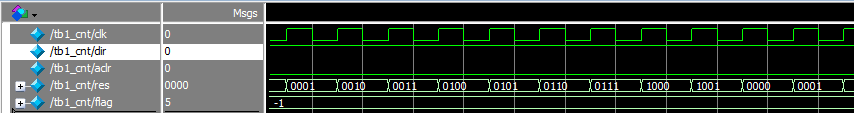 Msgs
/tb1_cnt/clk 0
/tb1_cnt/dir 0
/tb1_cnt/aclr 0
/tb1_cnt/res 0000 0001 0010 0011 0100 0101 0110 0111 1000 1001 0000 0001
/tb1_cnt/flag 5 -1